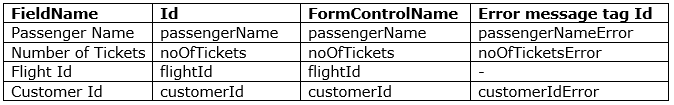 FieldName Id FormControlName Error message tag Id
Passenger Name passengerName passengerName passengerNameError
Number of Tickets noOfTickets noOfTickets noOfTicketsError
Flight Id flightId flightId -
Customer Id customerId customerId customerIdError